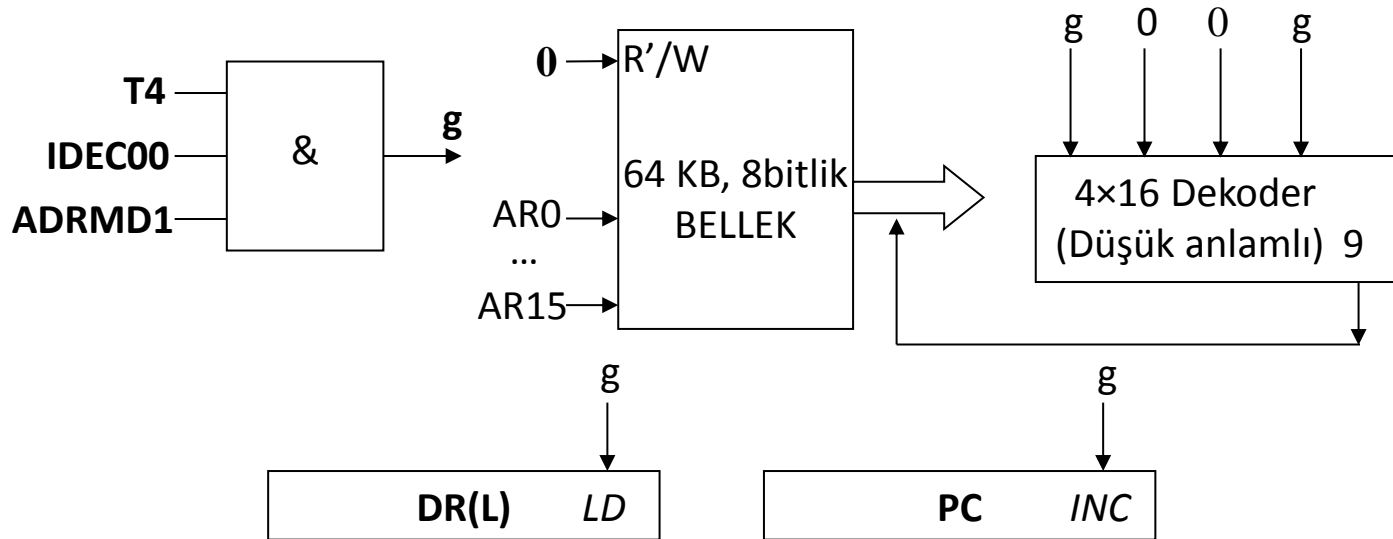 T4
IDEC00
ADRMD1
&
g
0
R’/W
64 KB, 8bitlik
BELLEK
AR0
...
AR15
g 0 0 g
4×16 Dekoder
(Düşük anlamlı) 9
g
DR(L) LD
g
PC INC